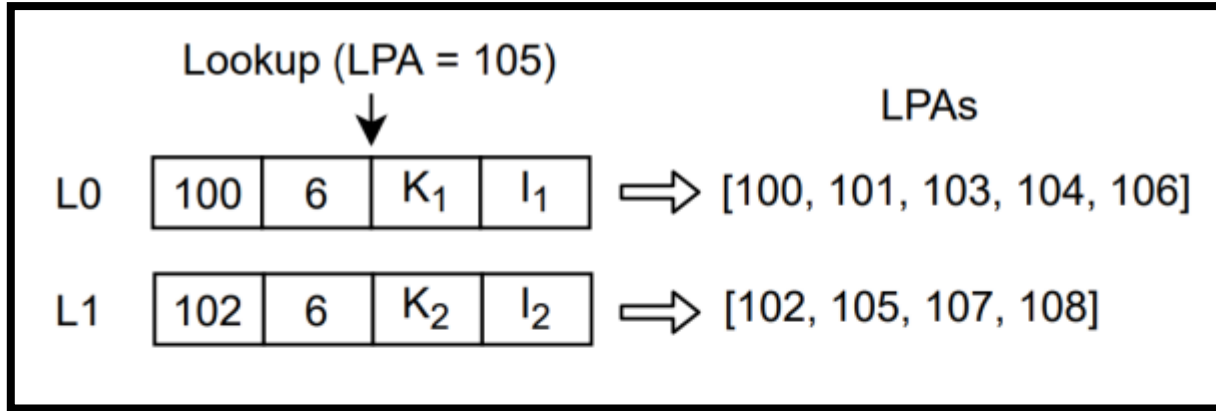 Lookup (LPA = 105)
LPAs
L0 100 6 K₁ I₁ [100, 101, 103, 104, 106]
L1 102 6 K₂ I₂ [102, 105, 107, 108]